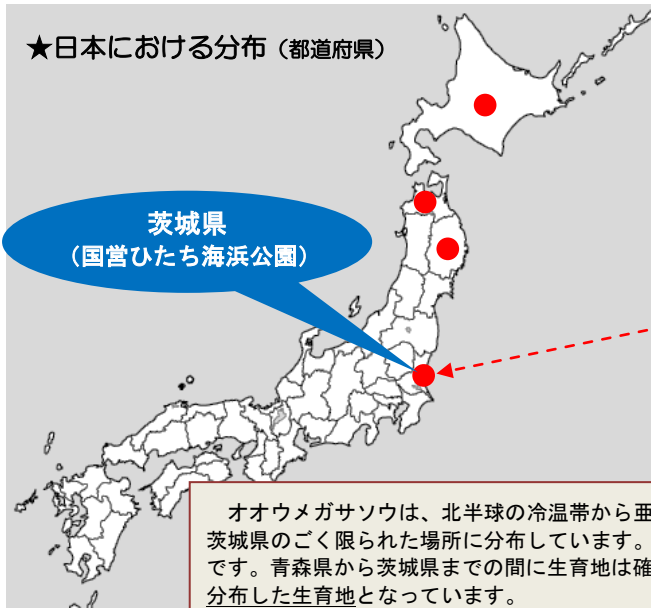 ★日本における分布（都道府県）
茨城県
（国営ひたち海浜公園）
オオウメガサソウは、北半球の冷温帯から亜
茨城県のごく限られた場所に分布しています。
です。青森県から茨城県までの間に生育地は確
分布した生育地となっています。